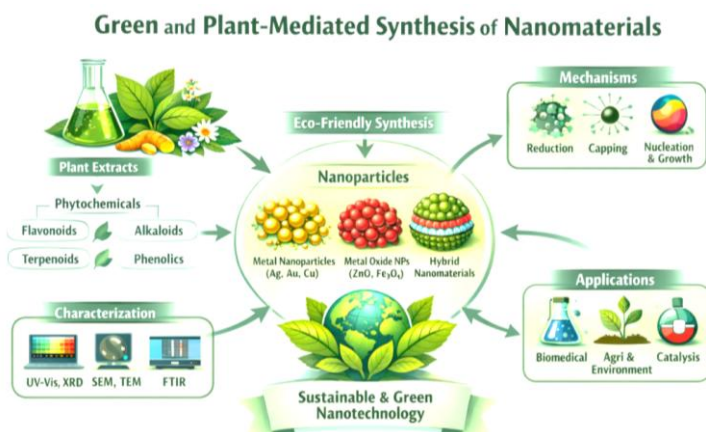 Green and Plant-Mediated Synthesis of Nanomaterials
Plant Extracts
Phytochemicals
Flavonoids
Alkaloids
Terpenoids
Phenolics
Characterization
UV-Vis, XRD
SEM, TEM
FTIR
Eco-Friendly Synthesis
Nanoparticles
Metal Nanoparticles
(Ag, Au, Cu)
Metal Oxide NPs
(ZnO, Fe₃O₄)
Hybrid
Nanomaterials
Sustainable & Green
Nanotechnology
Mechanisms
Reduction
Capping
Nucleation
& Growth
Applications
Biomedical
Agri &
Environment
Catalysis